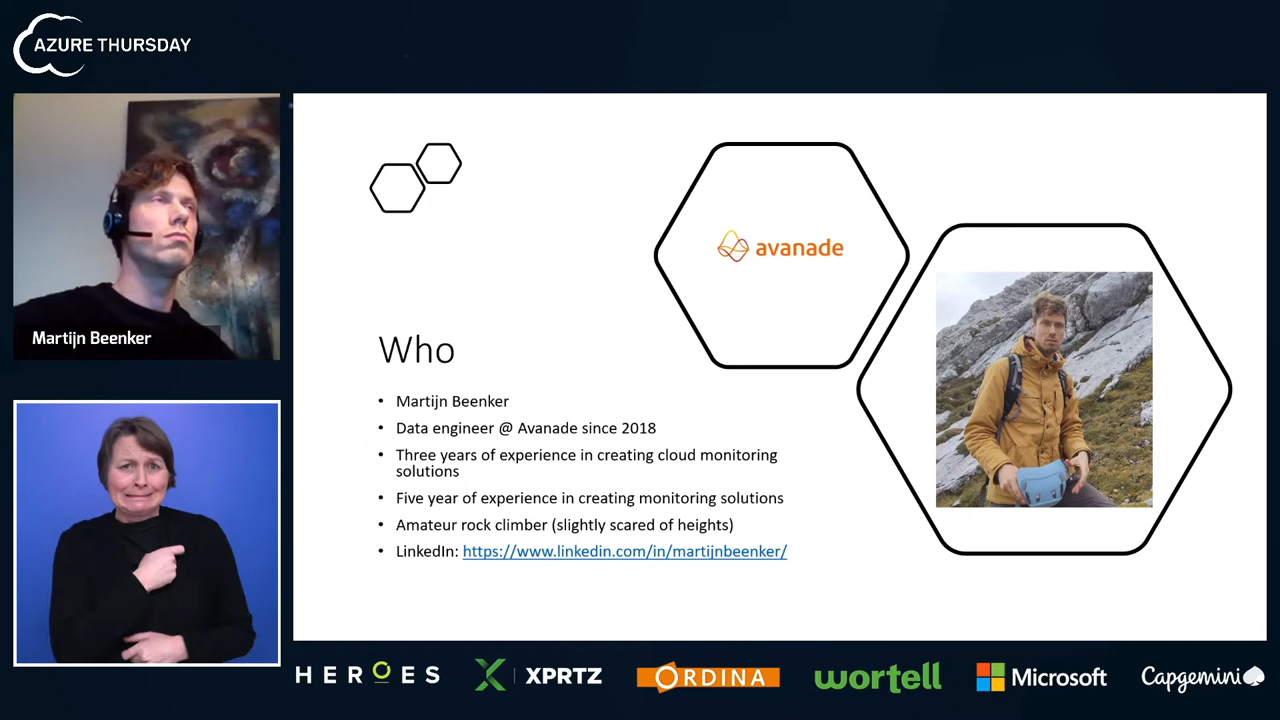 AZURE THURSDAY
Martijn Beenker
avanade
Who
• Martijn Beenker
• Data engineer @ Avanade since 2018
• Three years of experience in creating cloud monitoring
solutions
• Five year of experience in creating monitoring solutions
• Amateur rock climber (slightly scared of heights)
• LinkedIn: https://www.linkedin.com/in/martijnbeenker/
HEROES XPRTZ ORDINA wortell Microsoft Capgemini